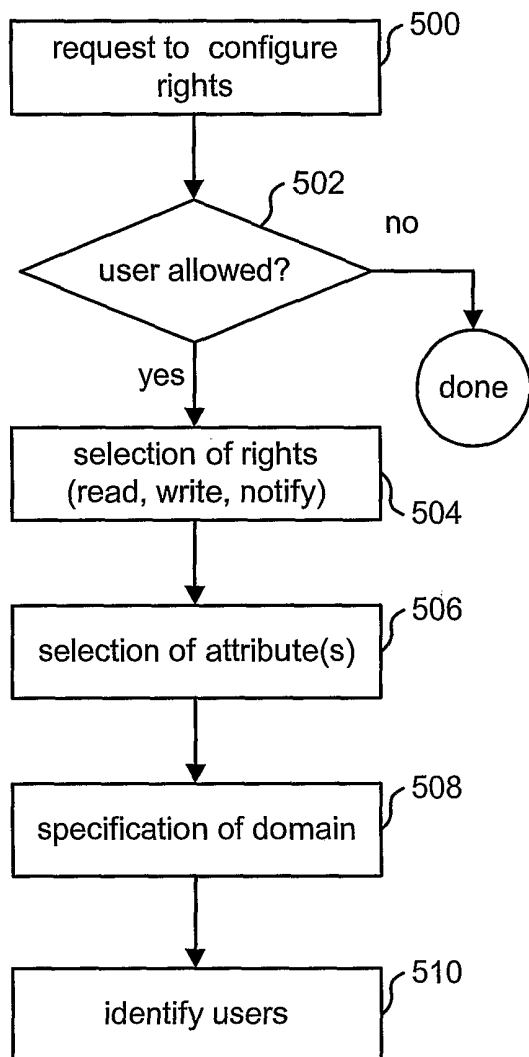 request to configure
rights
500
502
user allowed?
no
yes
done
selection of rights
(read, write, notify)
504
506
selection of attribute(s)
508
specification of domain
510
identify users